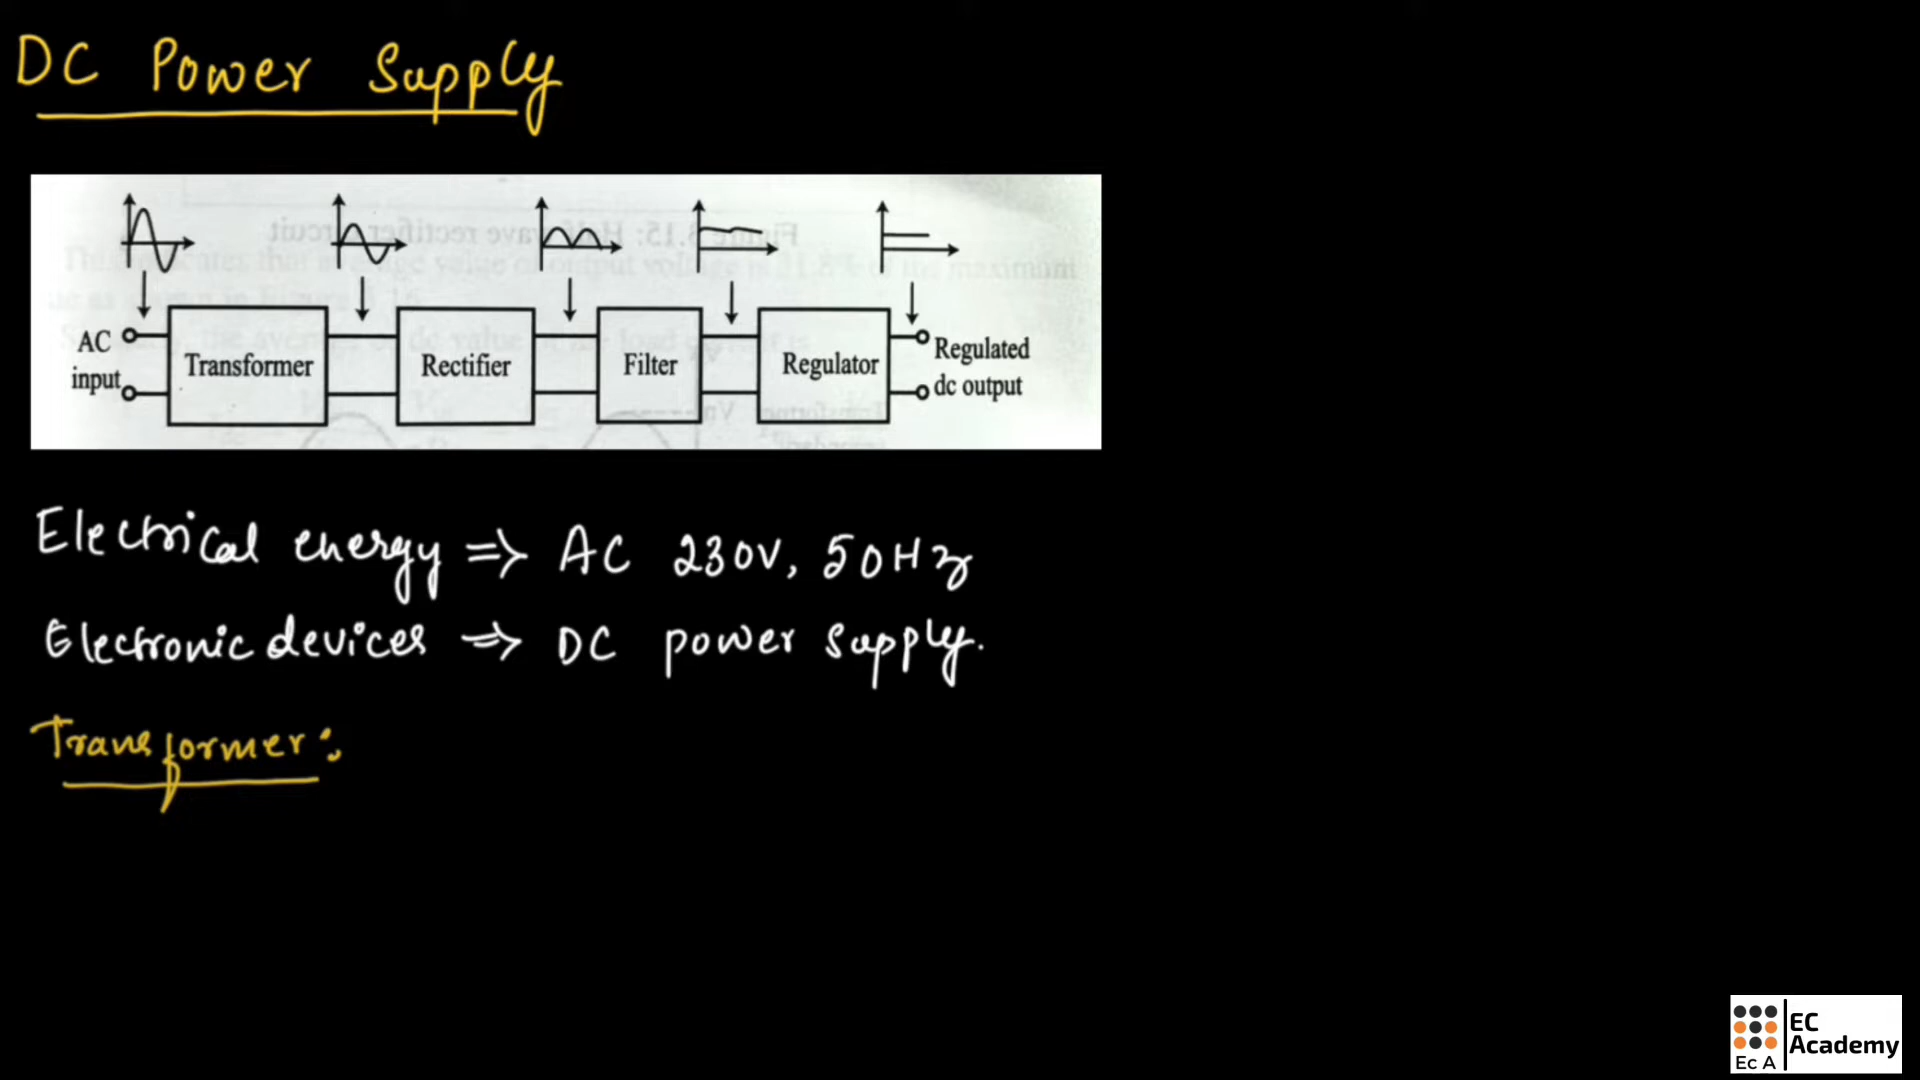 DC Power Supply
AC
input
Transformer
Rectifier
Filter
Regulator
Regulated
dc output
Electrical energy ⇒ AC 230V, 50Hz
Electronic devices ⇒ DC power supply.
Transformer:
EC
Academy
Ec A